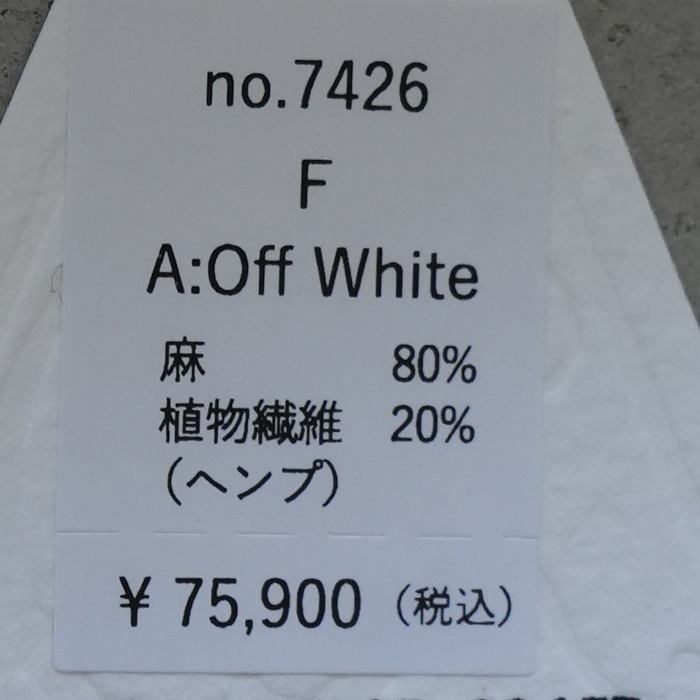 no.7426
F
A:Off White
麻 80%
植物繊維 20%
(ヘンプ)
¥ 75,900 (税込)